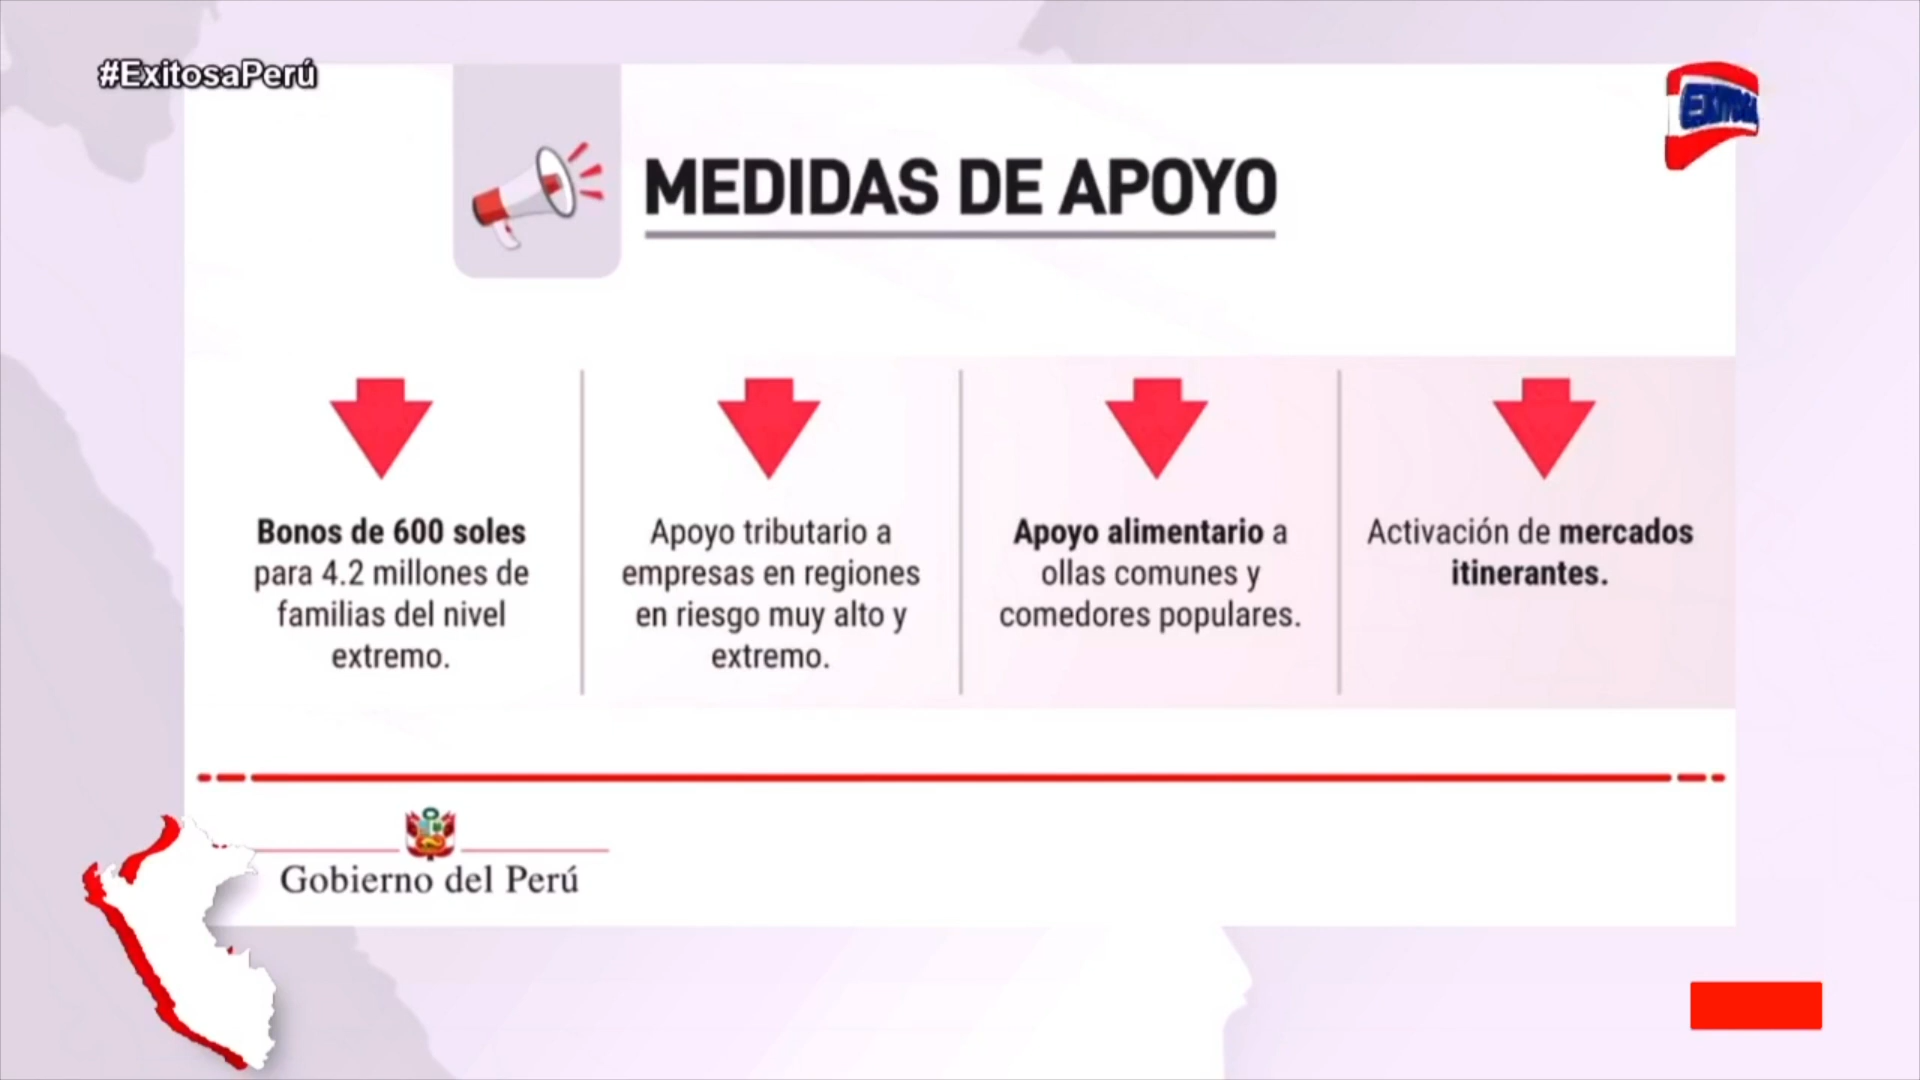 #ExitosaPerú
EXITOSA
MEDIDAS DE APOYO
Bonos de 600 soles
para 4.2 millones de
familias del nivel
extremo.
Apoyo tributario a
empresas en regiones
en riesgo muy alto y
extremo.
Apoyo alimentario a
ollas comunes y
comedores populares.
Activación de mercados
itinerantes.
Gobierno del Perú